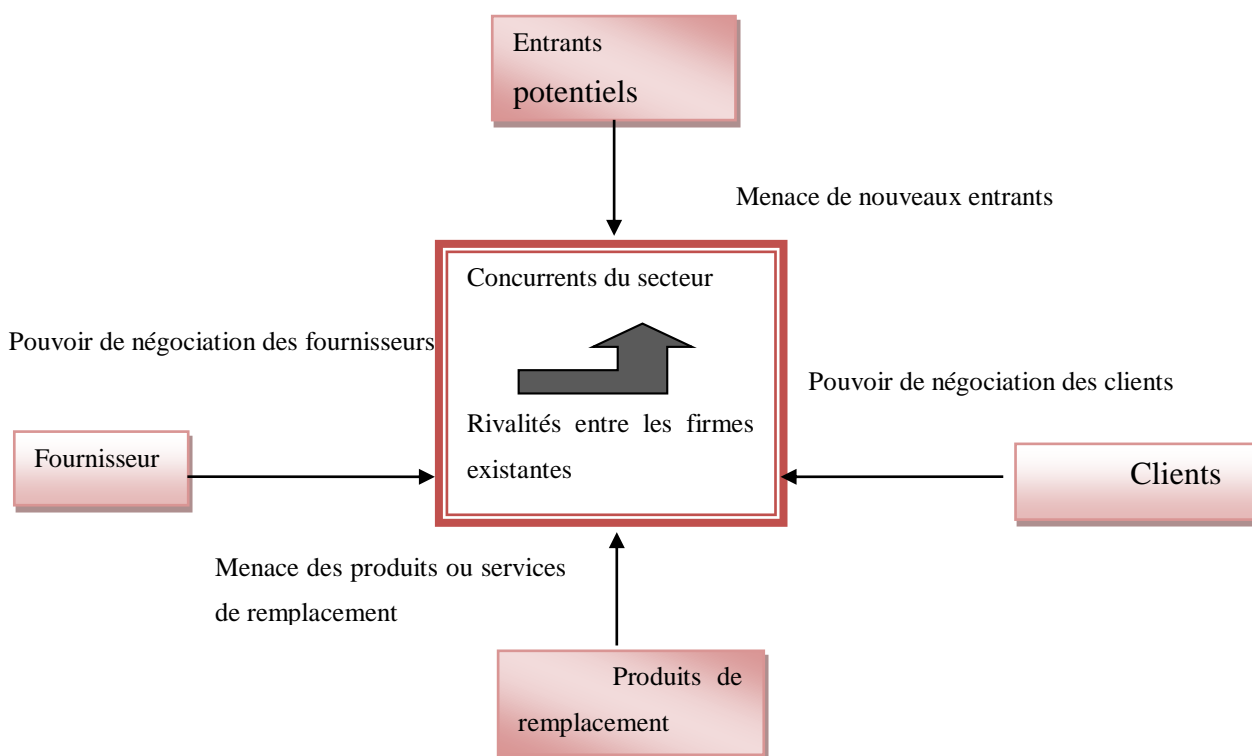 Entrants
potentiels
Menace de nouveaux entrants
Concurrents du secteur
Pouvoir de négociation des fournisseurs
Pouvoir de négociation des clients
Rivalités entre les firmes
existantes
Fournisseur
Clients
Menace des produits ou services
de remplacement
Produits de
remplacement